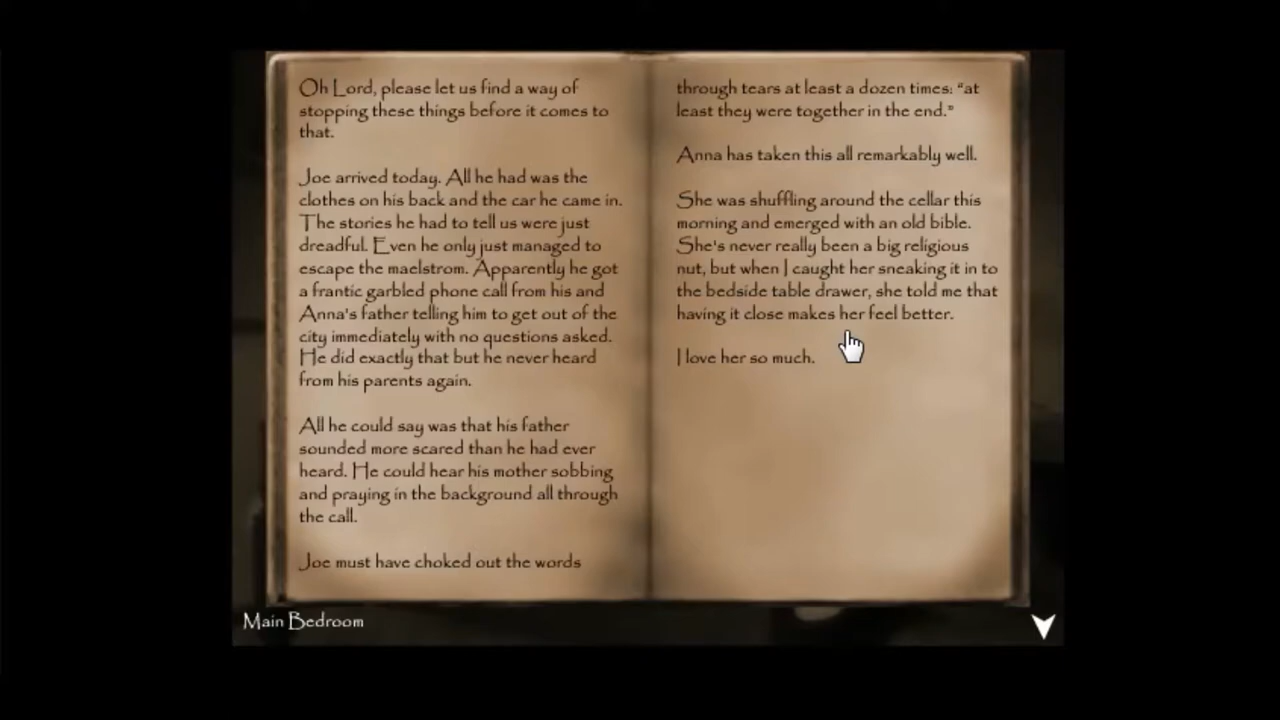 Oh Lord, please let us find a way of
stopping these things before it comes to
that.
Joe arrived today. All he had was the
clothes on his back and the car he came in.
The stories he had to tell us were just
dreadful. Even he only just managed to
escape the maelstrom. Apparently he got
a frantic garbled phone call from his and
Anna's father telling him to get out of the
city immediately with no questions asked.
He did exactly that but he never heard
from his parents again.
All he could say was that his father
sounded more scared than he had ever
heard. He could hear his mother sobbing
and praying in the background all through
the call.
Joe must have choked out the words
through tears at least a dozen times: “at
least they were together in the end.”
Anna has taken this all remarkably well.
She was shuffling around the cellar this
morning and emerged with an old bible.
She's never really been a big religious
nut, but when I caught her sneaking it in to
the bedside table drawer, she told me that
having it close makes her feel better.
I love her so much.
Main Bedroom